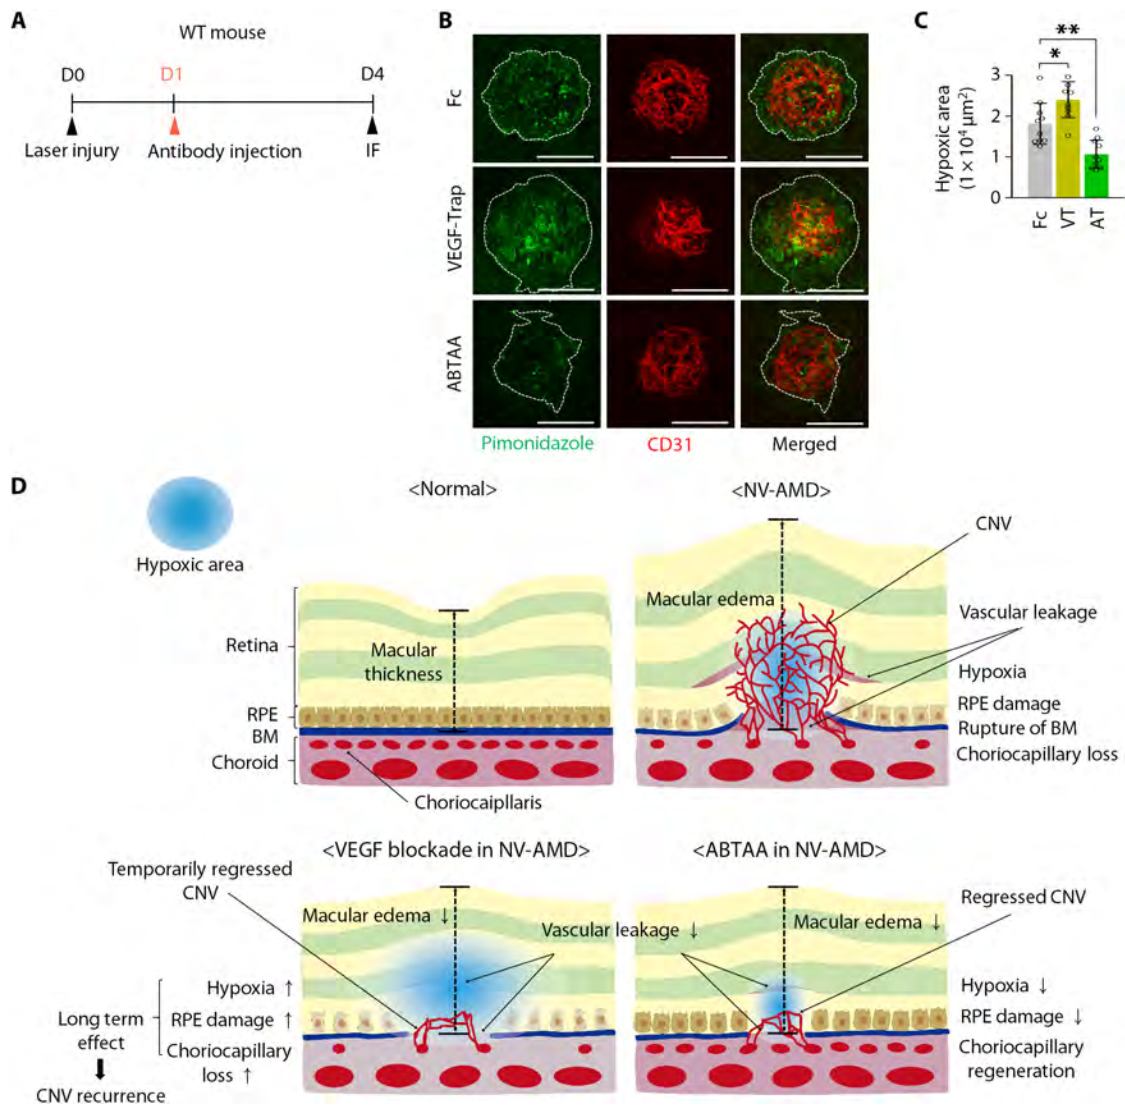 A
WT mouse
D0
D1
D4
Laser injury
Antibody injection
IF
B
Fc
VEGF-Trap
ABTAA
Pimonidazole
CD31
Merged
C
**
*
Hypoxic area
(1 × 10⁴ μm²)
3
2
1
0
Fc
VT
AT
D
Hypoxic area
<Normal>
Retina
Macular
thickness
RPE
BM
Choroid
Choriocaipllaris
<NV-AMD>
CNV
Macular edema
Vascular leakage
Hypoxia
RPE damage
Rupture of BM
Choriocapillary loss
<VEGF blockade in NV-AMD>
Temporarily regressed
CNV
Macular edema ↓
Vascular leakage ↓
Hypoxia ↑
RPE damage ↑
Choriocapillary
loss ↑
Long term
effect
CNV recurrence
<ABTAA in NV-AMD>
Regressed CNV
Macular edema ↓
Hypoxia ↓
RPE damage ↓
Choriocapillary
regeneration